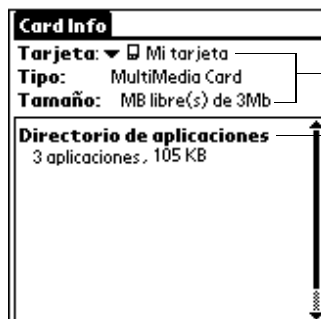 Card Info
Tarjeta: Mi tarjeta
Tipo: MultiMedia Card
Tamaño: MB libre(s) de 3Mb
Directorio de aplicaciones
3 aplicaciones, 105 KB